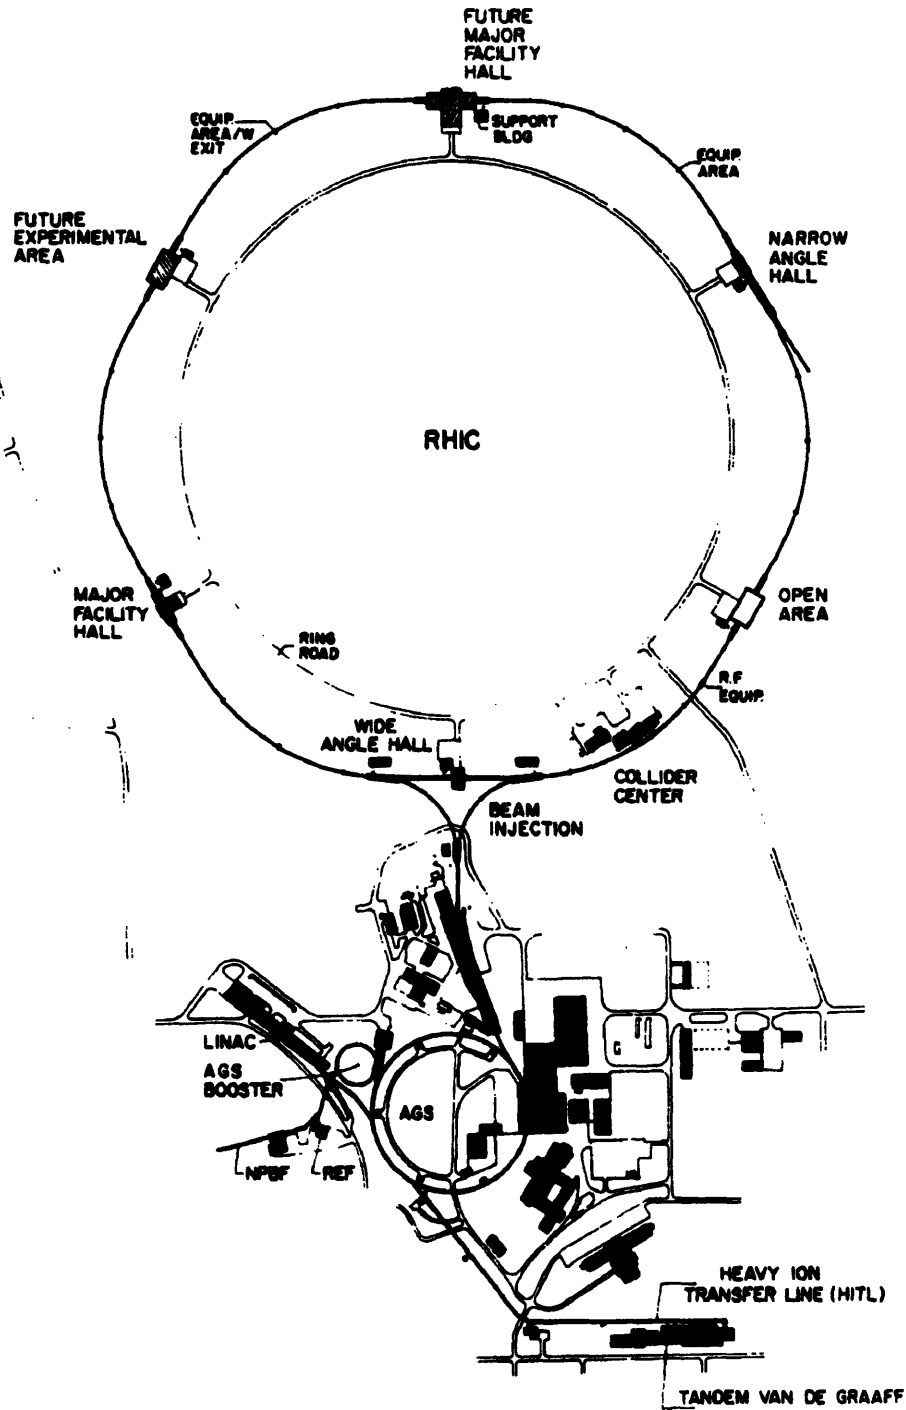 FUTURE
MAJOR
FACILITY
HALL
EQUIP.
AREA/W
EXIT
SUPPORT
BLDG
EQUIP.
AREA
FUTURE
EXPERIMENTAL
AREA
NARROW
ANGLE
HALL
RHIC
MAJOR
FACILITY
HALL
OPEN
AREA
RING
ROAD
R.F
EQUIP.
WIDE
ANGLE HALL
COLLIDER
CENTER
BEAM
INJECTION
LINAC
AGS
BOOSTER
AGS
NPBF
REF
HEAVY ION
TRANSFER LINE (HITL)
TANDEM VAN DE GRAAFF